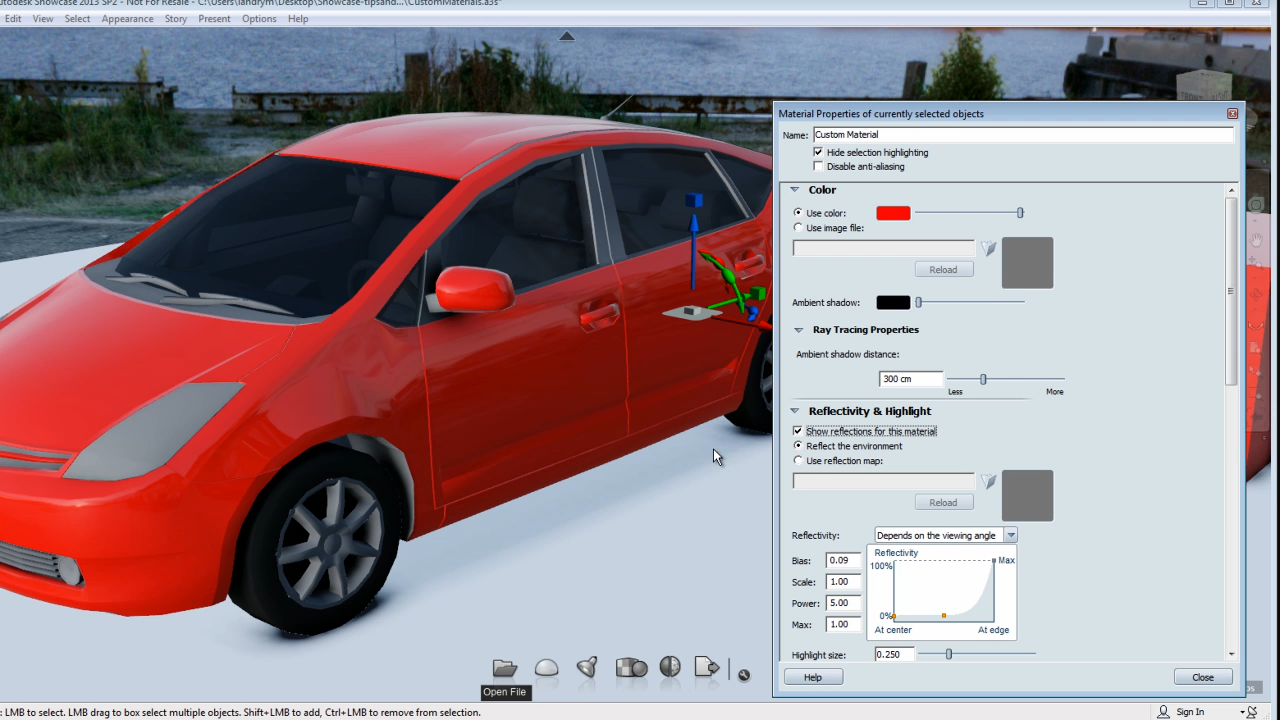 utodesk Showcase 2013 SP2 - Not For Resale - C:\Users\landrym\Desktop\Showcase-tipsand...\CustomMaterials.a3s*
Edit View Select Appearance Story Present Options Help
Material Properties of currently selected objects
Name: Custom Material
Hide selection highlighting
Disable anti-aliasing
Color
Use color:
Use image file:
Reload
Ambient shadow:
Ray Tracing Properties
Ambient shadow distance:
300 cm
Less More
Reflectivity & Highlight
Show reflections for this material
Reflect the environment
Use reflection map:
Reload
Reflectivity: Depends on the viewing angle
Reflectivity
Bias: 0.09
100% Max
Scale: 1.00
Power: 5.00
0%
Max: 1.00
At center At edge
Highlight size: 0.250
Help Close
Open File
: LMB to select. LMB drag to box select multiple objects. Shift+LMB to add, Ctrl+LMB to remove from selection.
Sign In